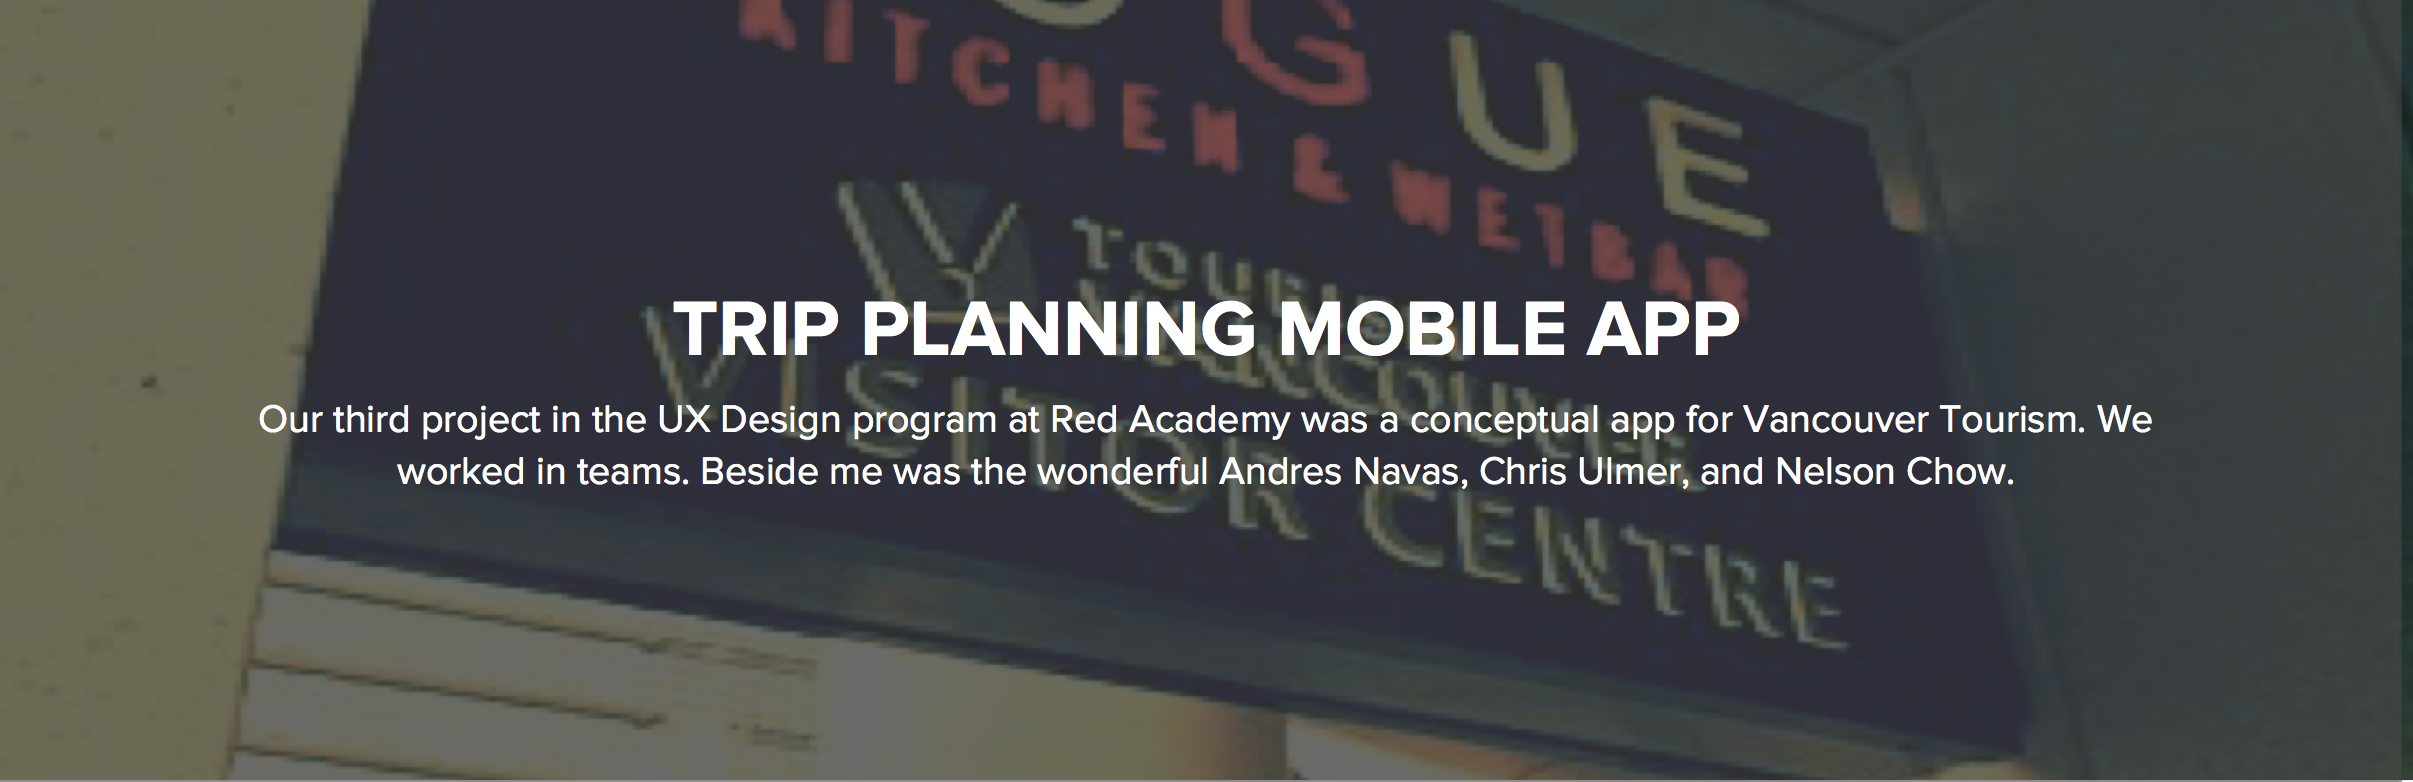 GUE
KITCHEN & WETBAR
TOURISM
VANCOUVER
VISITOR CENTRE
TRIP PLANNING MOBILE APP
Our third project in the UX Design program at Red Academy was a conceptual app for Vancouver Tourism. We
worked in teams. Beside me was the wonderful Andres Navas, Chris Ulmer, and Nelson Chow.